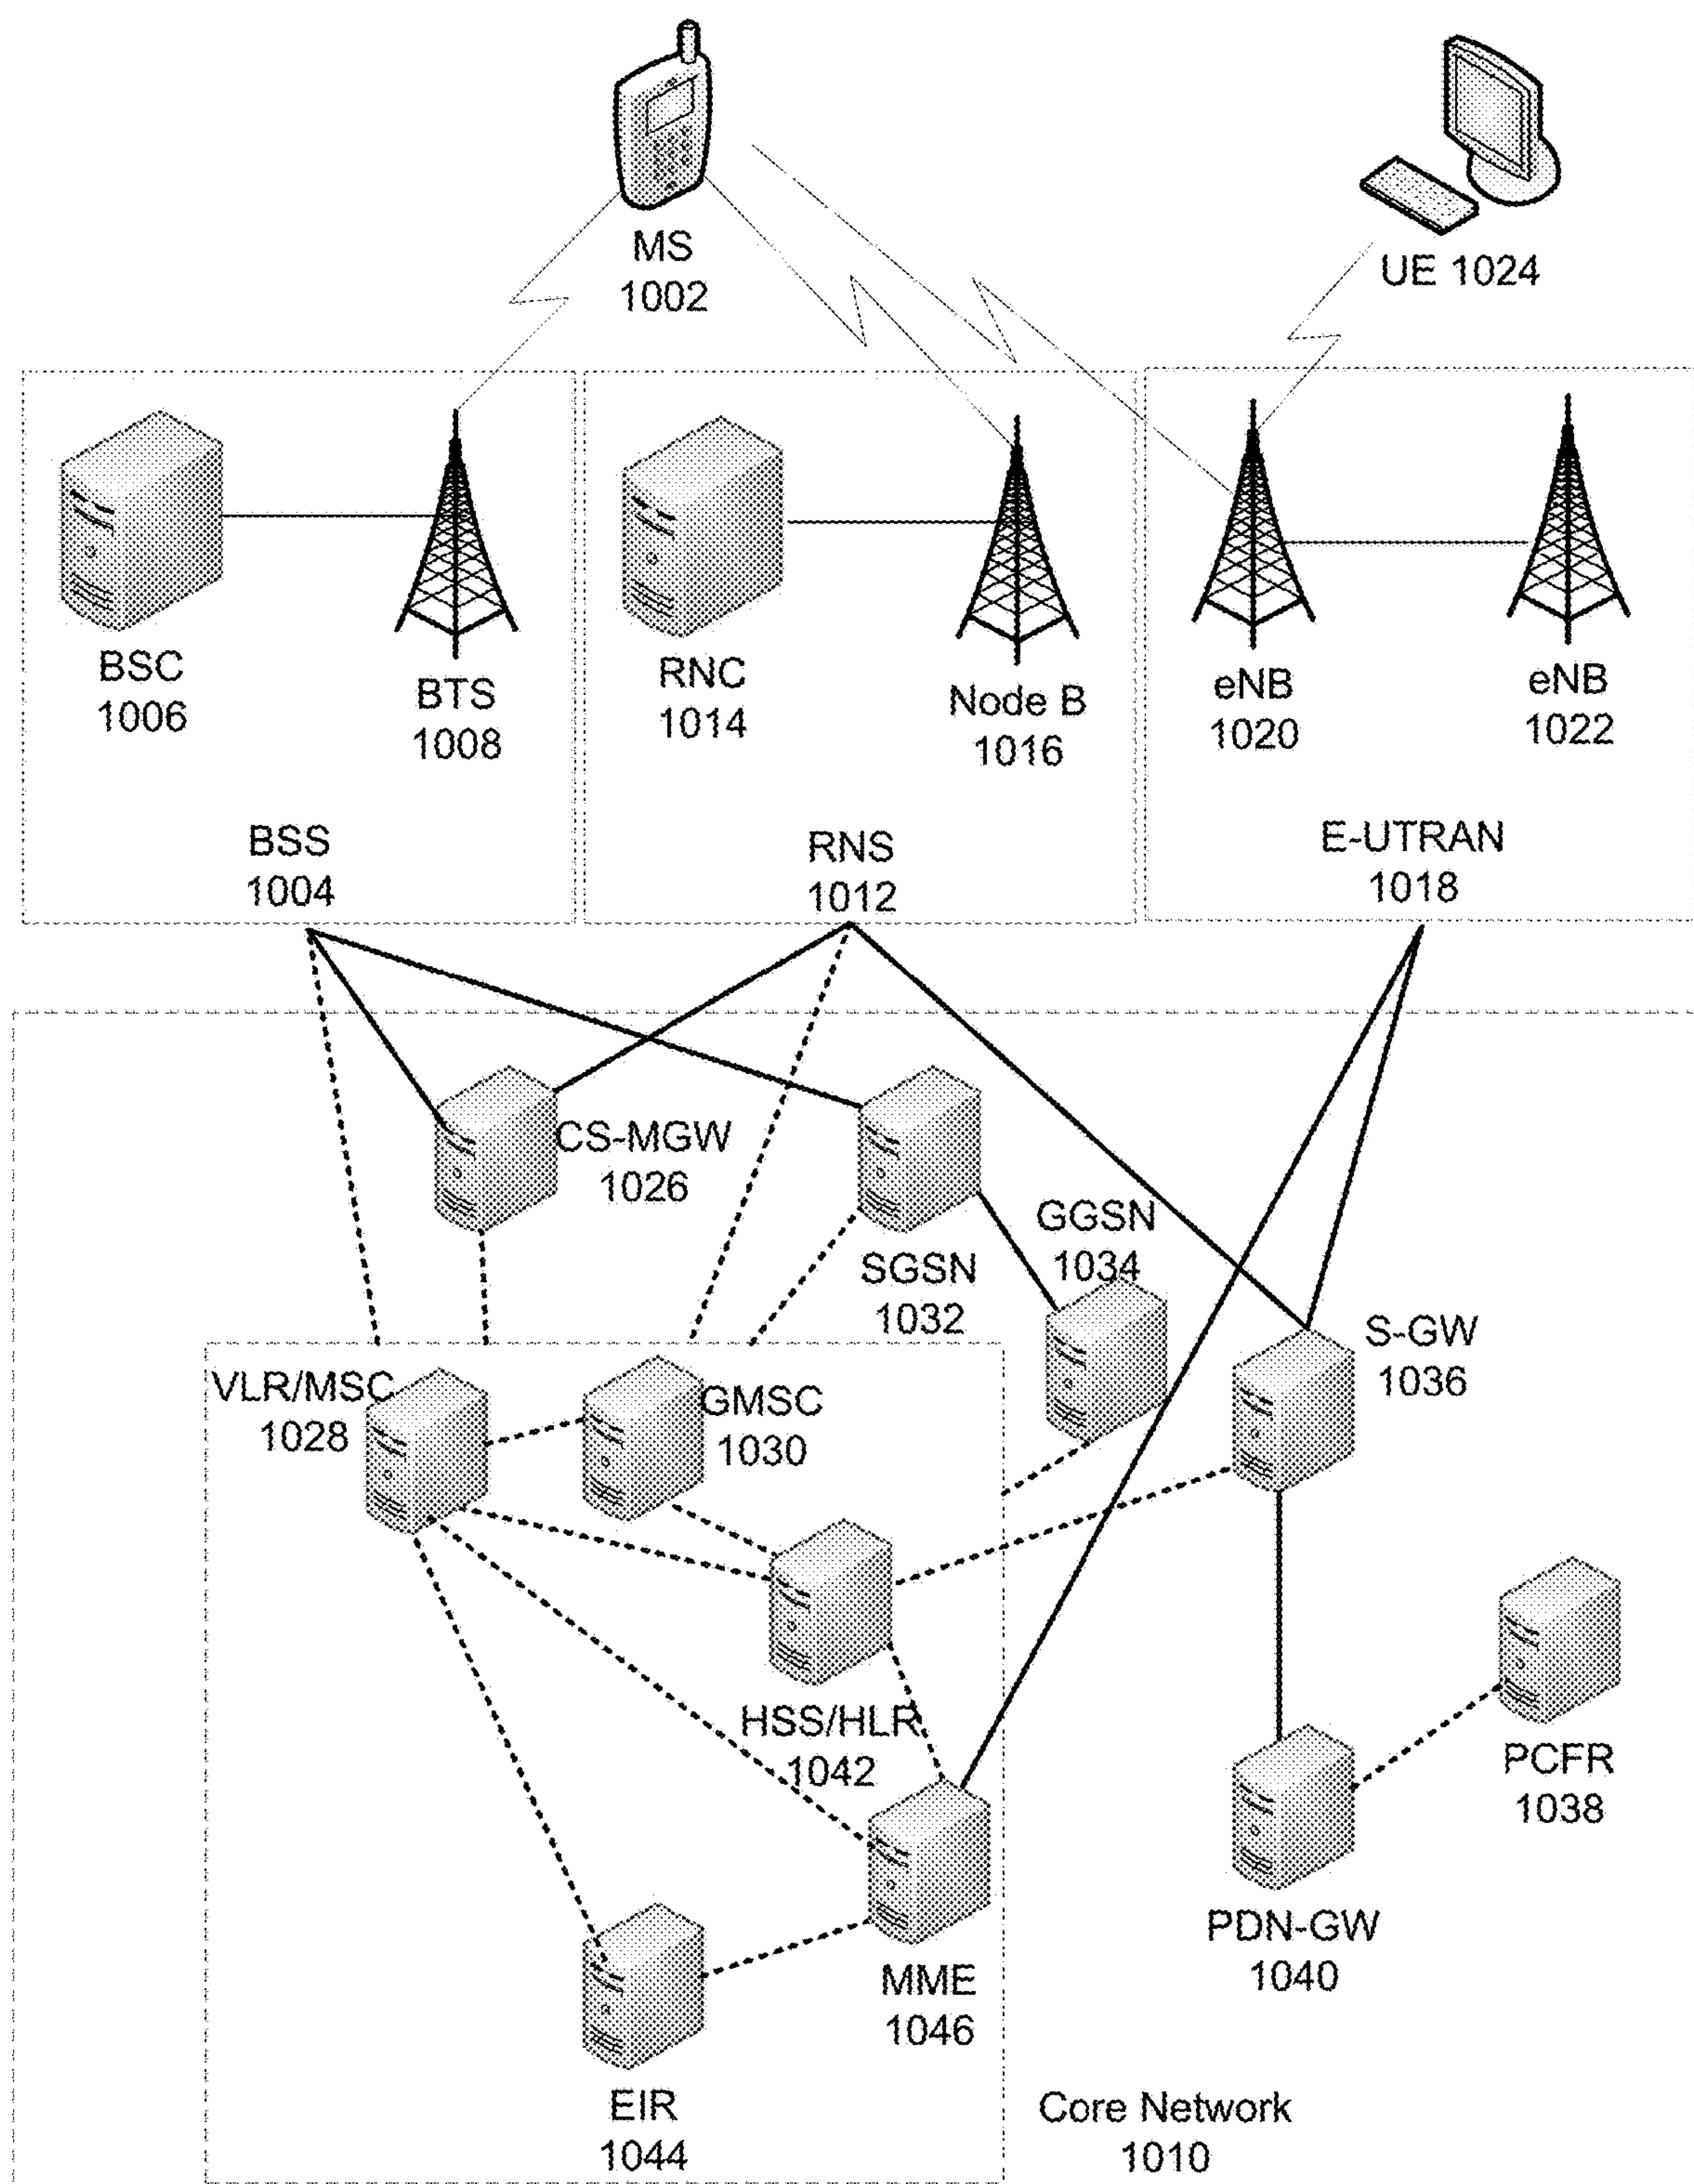 MS
1002
UE 1024
BSC
1006
BTS
1008
RNC
1014
Node B
1016
eNB
1020
eNB
1022
BSS
1004
RNS
1012
E-UTRAN
1018
CS-MGW
1026
SGSN
1032
GGSN
1034
S-GW
1036
VLR/MSC
1028
GMSC
1030
HSS/HLR
1042
PCFR
1038
PDN-GW
1040
MME
1046
EIR
1044
Core Network
1010